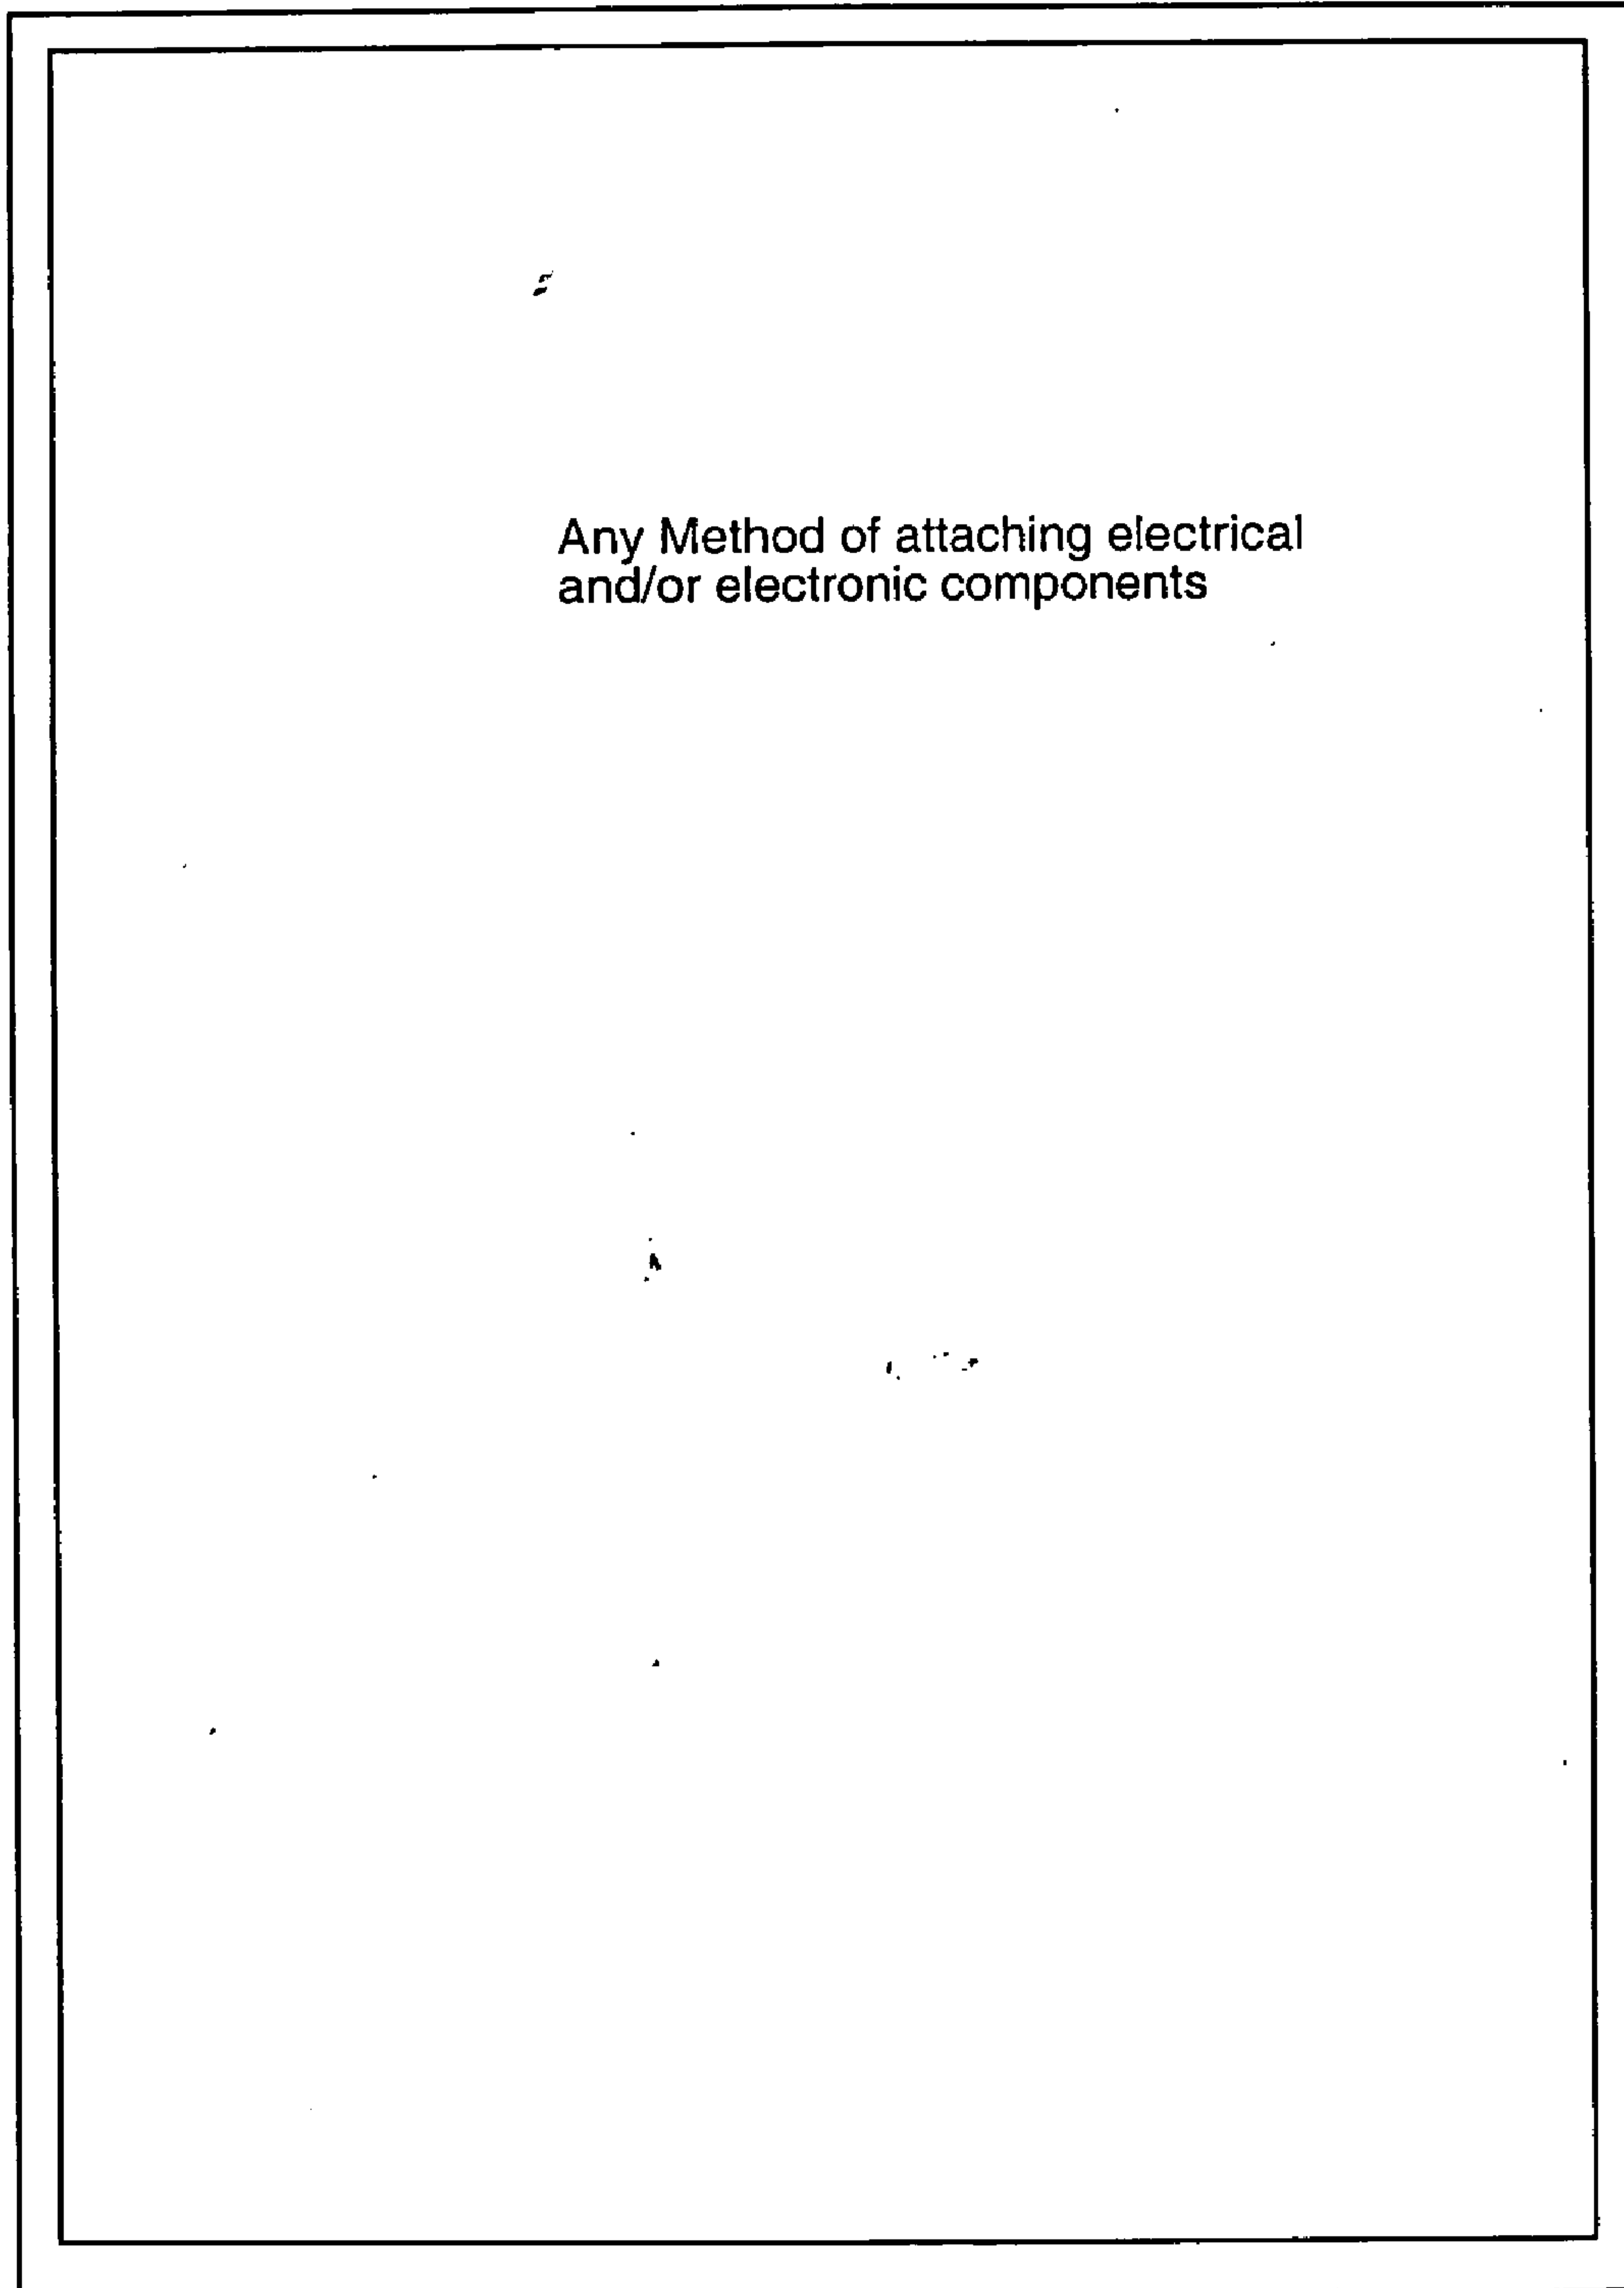 Any Method of attaching electrical
and/or electronic components